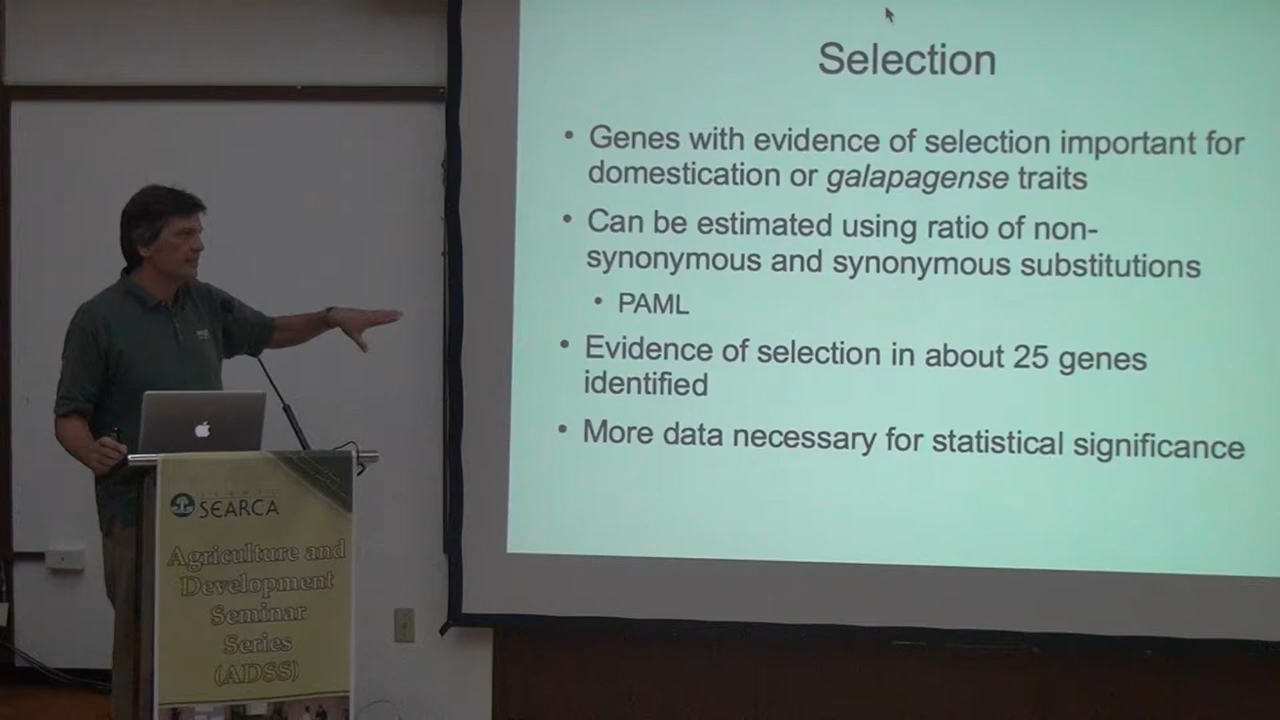 Selection
• Genes with evidence of selection important for
domestication or galapagense traits
• Can be estimated using ratio of non-
synonymous and synonymous substitutions
• PAML
• Evidence of selection in about 25 genes
identified
• More data necessary for statistical significance
SEARCA
Agriculture and
Development
Seminar
Series
(ADSS)